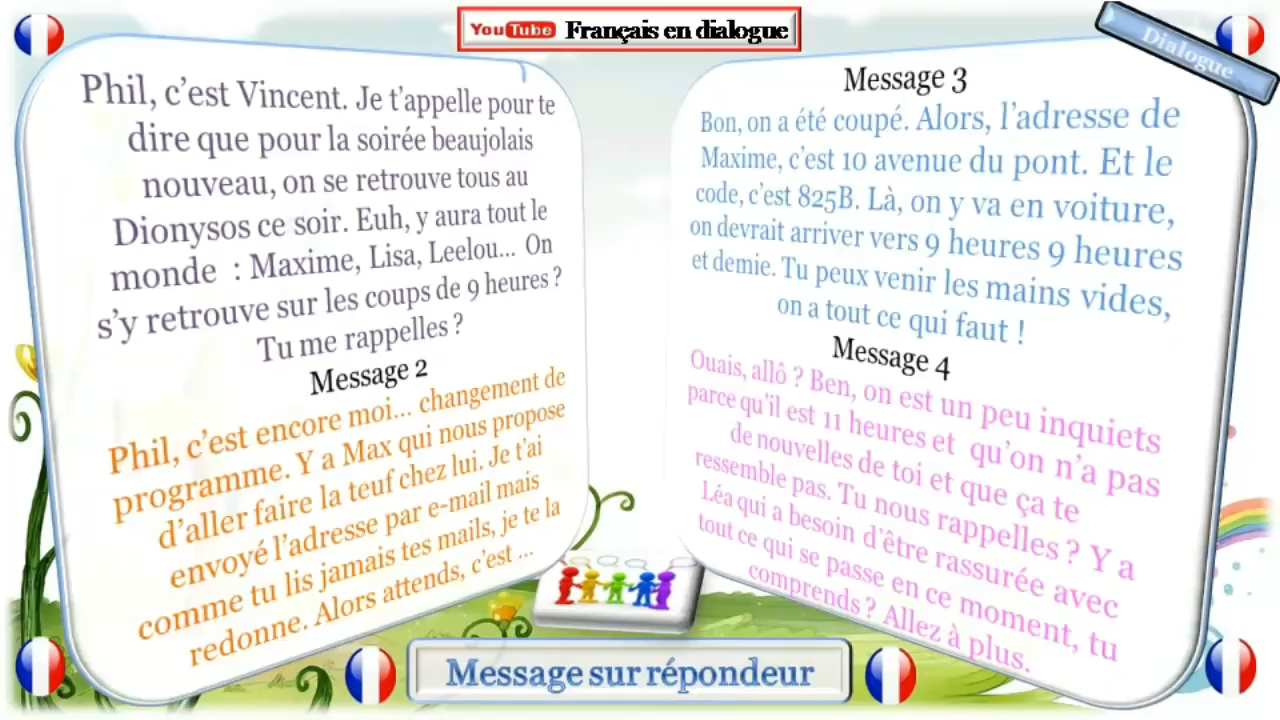 YouTube Français en dialogue
Dialogue
Phil, c’est Vincent. Je t’appelle pour te
dire que pour la soirée beaujolais
nouveau, on se retrouve tous au
Dionysos ce soir. Euh, y aura tout le
monde : Maxime, Lisa, Leelou... On
s’y retrouve sur les coups de 9 heures ?
Tu me rappelles ?
Message 2
Phil, c’est encore moi... changement de
programme. Y a Max qui nous propose
d’aller faire la teuf chez lui. Je t’ai
envoyé l’adresse par e-mail mais
comme tu lis jamais tes mails, je te la
redonne. Alors attends, c’est ...
Message 3
Bon, on a été coupé. Alors, l’adresse de
Maxime, c’est 10 avenue du pont. Et le
code, c’est 825B. Là, on y va en voiture,
on devrait arriver vers 9 heures 9 heures
et demie. Tu peux venir les mains vides,
on a tout ce qui faut !
Message 4
Ouais, allô ? Ben, on est un peu inquiets
parce qu’il est 11 heures et qu’on n’a pas
de nouvelles de toi et que ça te
ressemble pas. Tu nous rappelles ? Y a
Léa qui a besoin d’être rassurée avec
tout ce qui se passe en ce moment, tu
comprends ? Allez à plus.
Message sur répondeur